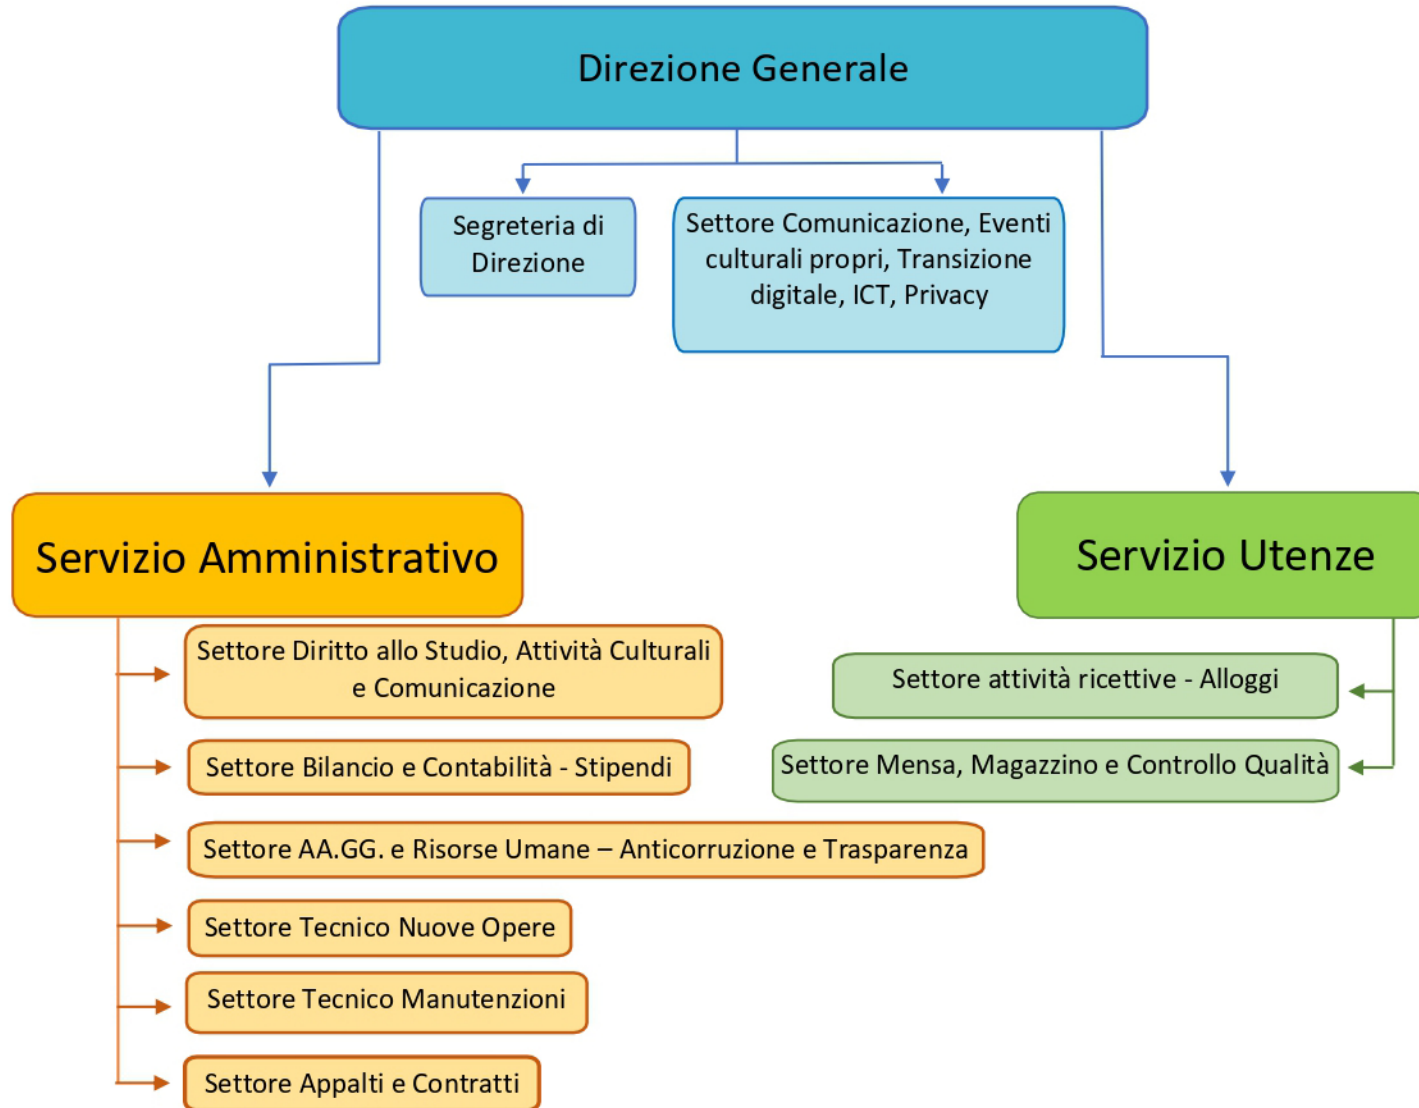 Direzione Generale
Segreteria di
Direzione
Settore Comunicazione, Eventi
culturali propri, Transizione
digitale, ICT, Privacy
Servizio Amministrativo
Settore Diritto allo Studio, Attività Culturali
e Comunicazione
Settore Bilancio e Contabilità - Stipendi
Settore AA.GG. e Risorse Umane – Anticorruzione e Trasparenza
Settore Tecnico Nuove Opere
Settore Tecnico Manutenzioni
Settore Appalti e Contratti
Servizio Utenze
Settore attività ricettive - Alloggi
Settore Mensa, Magazzino e Controllo Qualità